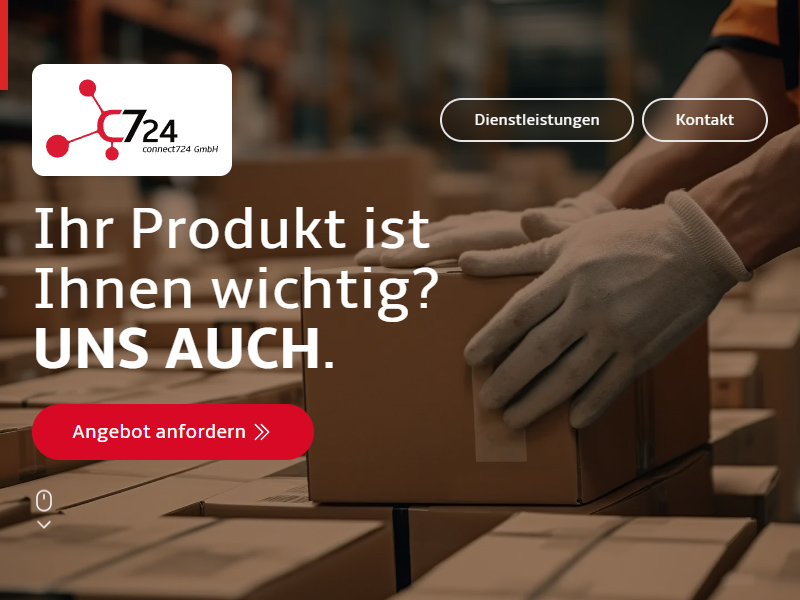 C724
connect724 GmbH
Dienstleistungen
Kontakt
Ihr Produkt ist
Ihnen wichtig?
UNS AUCH.
Angebot anfordern